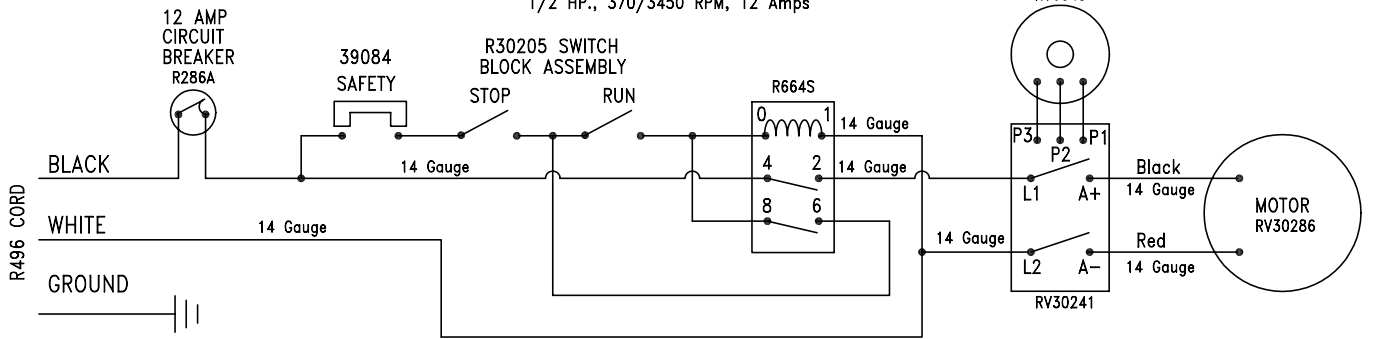 1/2 HP., 370/3450 RPM, 12 Amps
12 AMP
CIRCUIT
BREAKER
R286A
39084
SAFETY
R30205 SWITCH
BLOCK ASSEMBLY
STOP
RUN
R664S
0
1
14 Gauge
P3
P2
P1
BLACK
14 Gauge
4
2
14 Gauge
L1
A+
Black
14 Gauge
R496 CORD
WHITE
14 Gauge
8
6
14 Gauge
L2
A-
Red
14 Gauge
MOTOR
RV30286
GROUND
RV30241